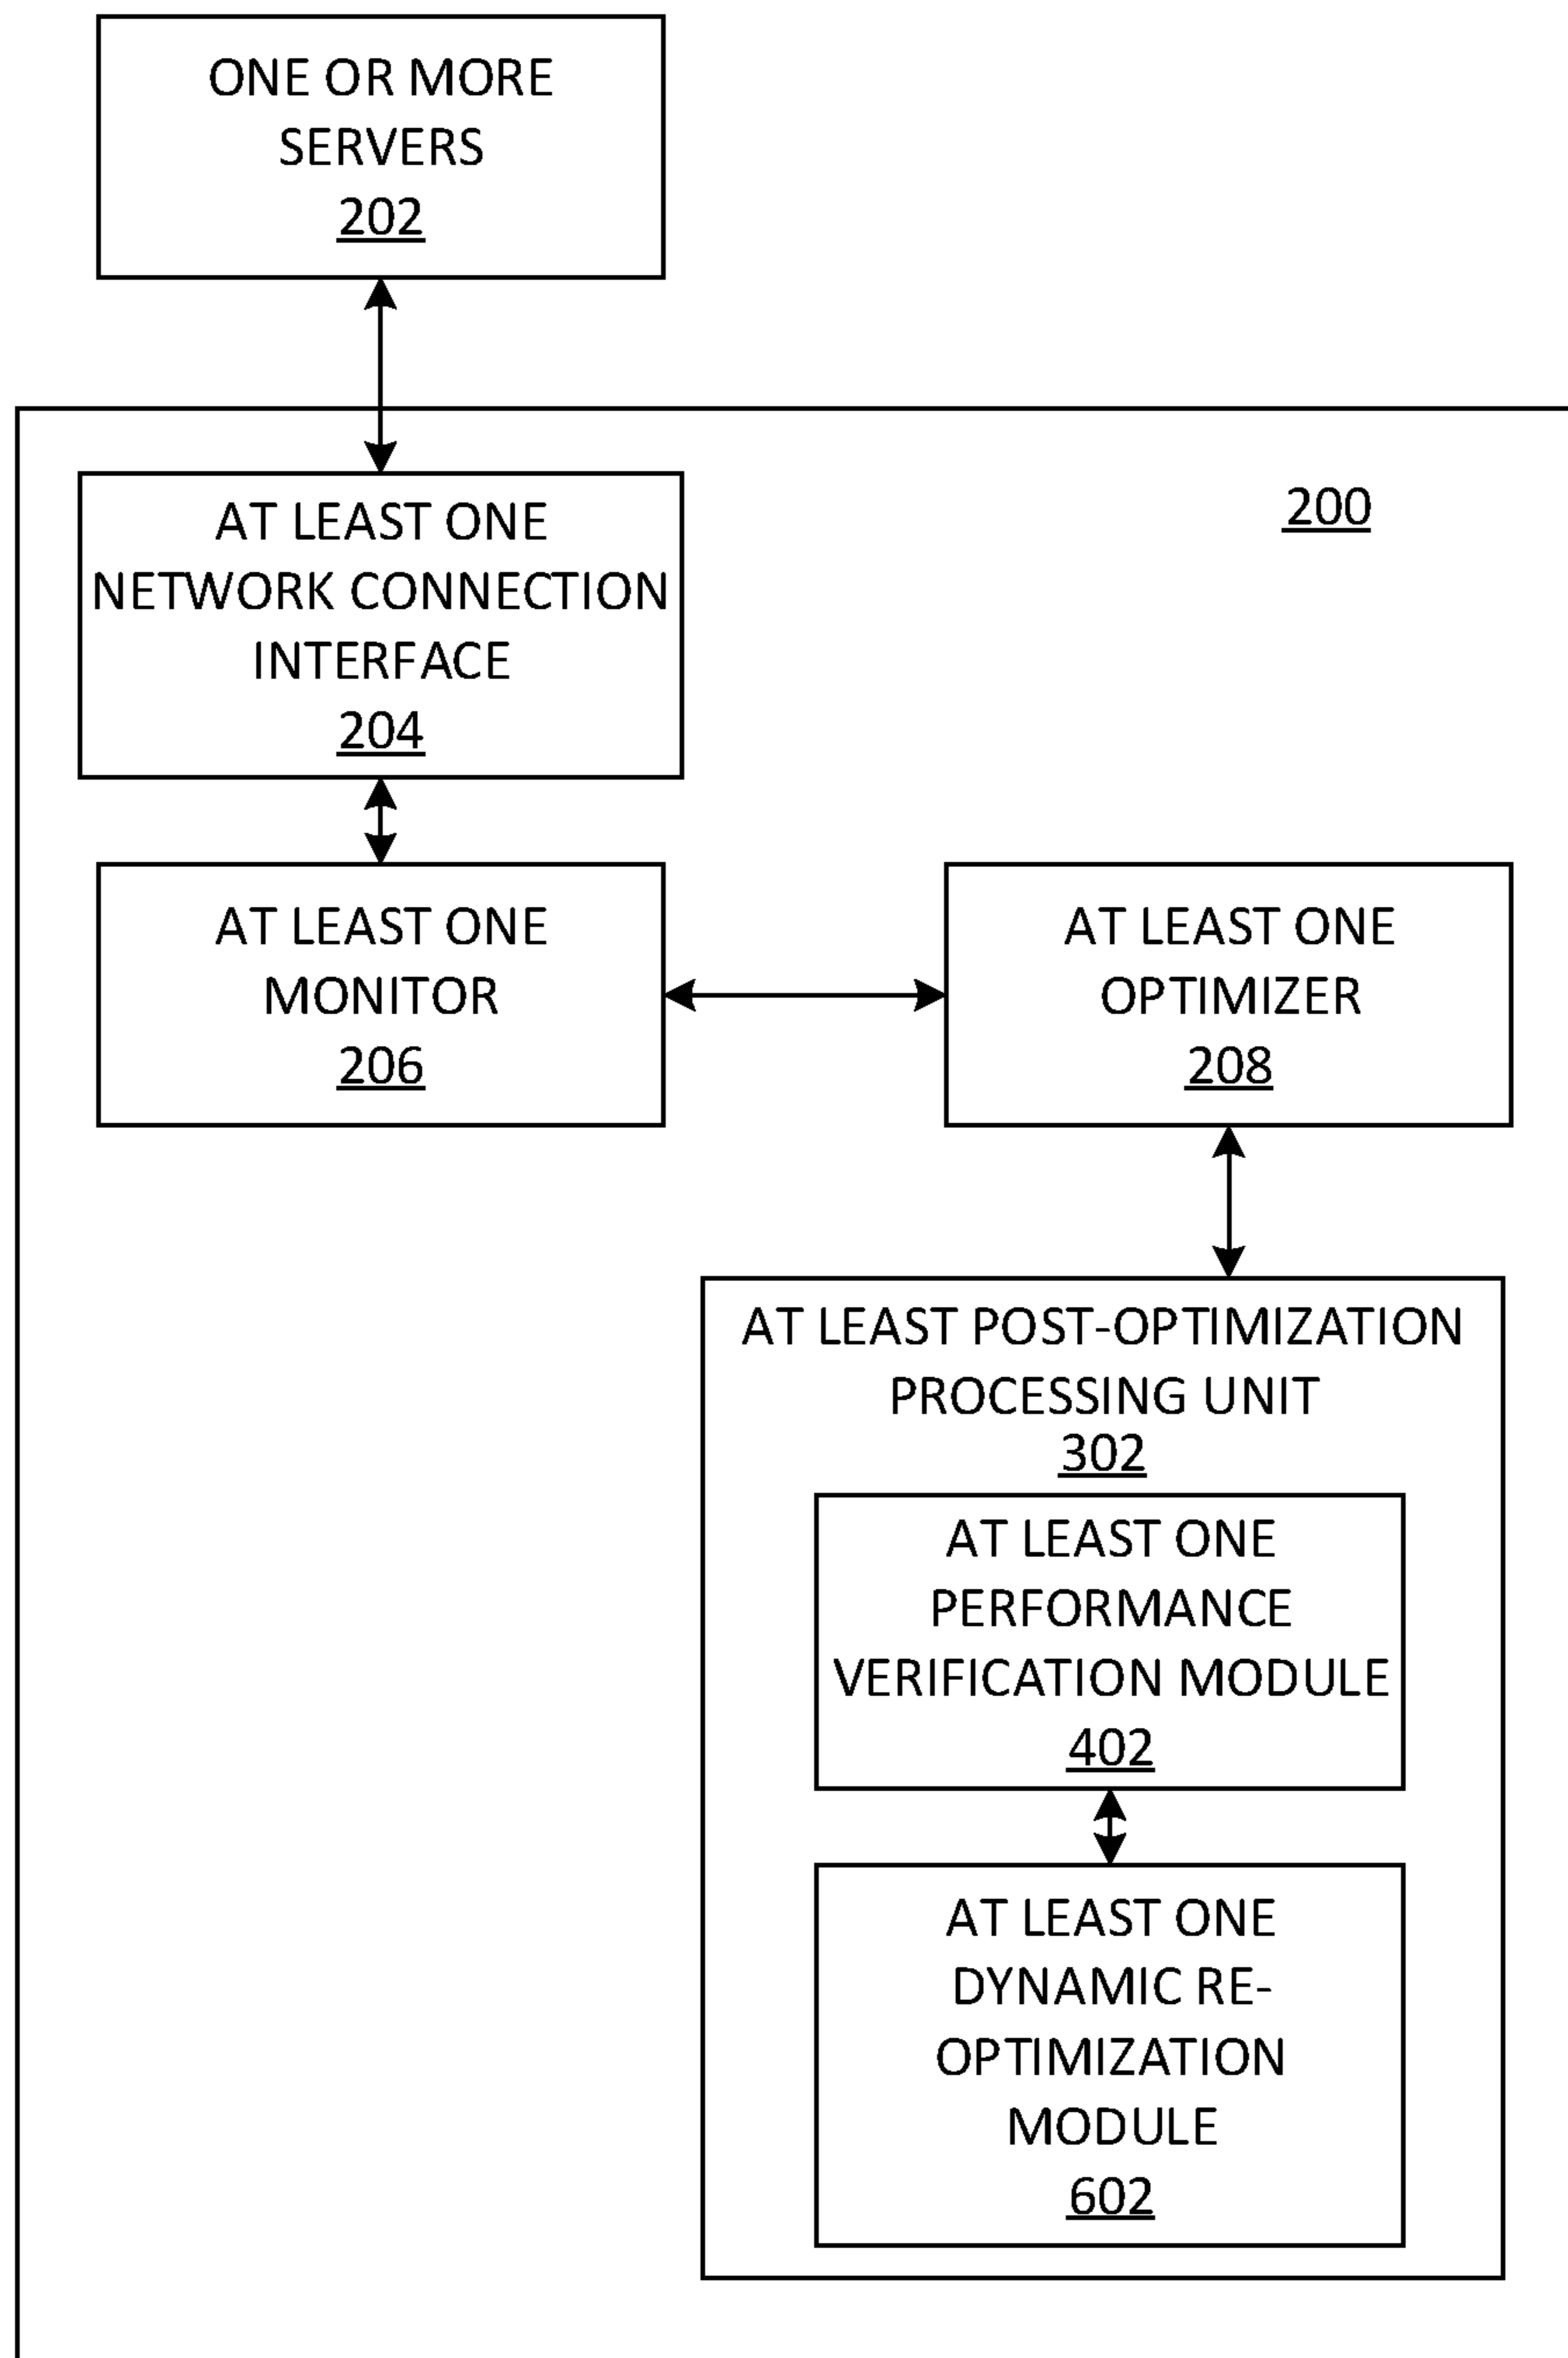 ONE OR MORE
SERVERS
202
200
AT LEAST ONE
NETWORK CONNECTION
INTERFACE
204
AT LEAST ONE
MONITOR
206
AT LEAST ONE
OPTIMIZER
208
AT LEAST POST-OPTIMIZATION
PROCESSING UNIT
302
AT LEAST ONE
PERFORMANCE
VERIFICATION MODULE
402
AT LEAST ONE
DYNAMIC RE-
OPTIMIZATION
MODULE
602